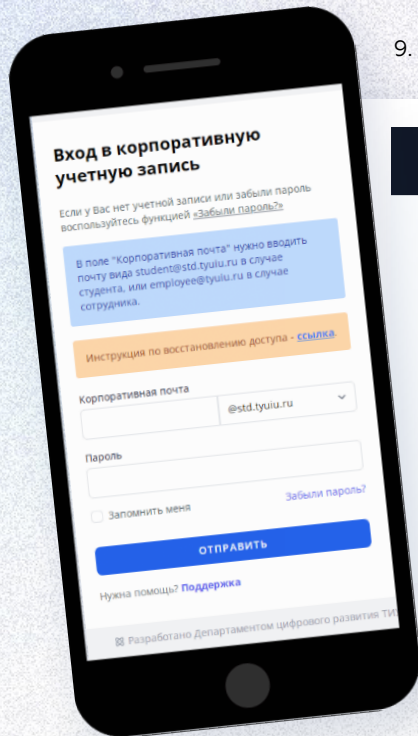 9.
Вход в корпоративную
учетную запись
Если у Вас нет учетной записи или забыли пароль
воспользуйтесь функцией «Забыли пароль?»
В поле "Корпоративная почта" нужно вводить
почту вида student@std.tyuiu.ru в случае
студента, или employee@tyuiu.ru в случае
сотрудника.
Инструкция по восстановлению доступа - ссылка.
Корпоративная почта
@std.tyuiu.ru
Пароль
Запомнить меня
Забыли пароль?
ОТПРАВИТЬ
Нужна помощь? Поддержка
Разработано Департаментом цифрового развития ТИ